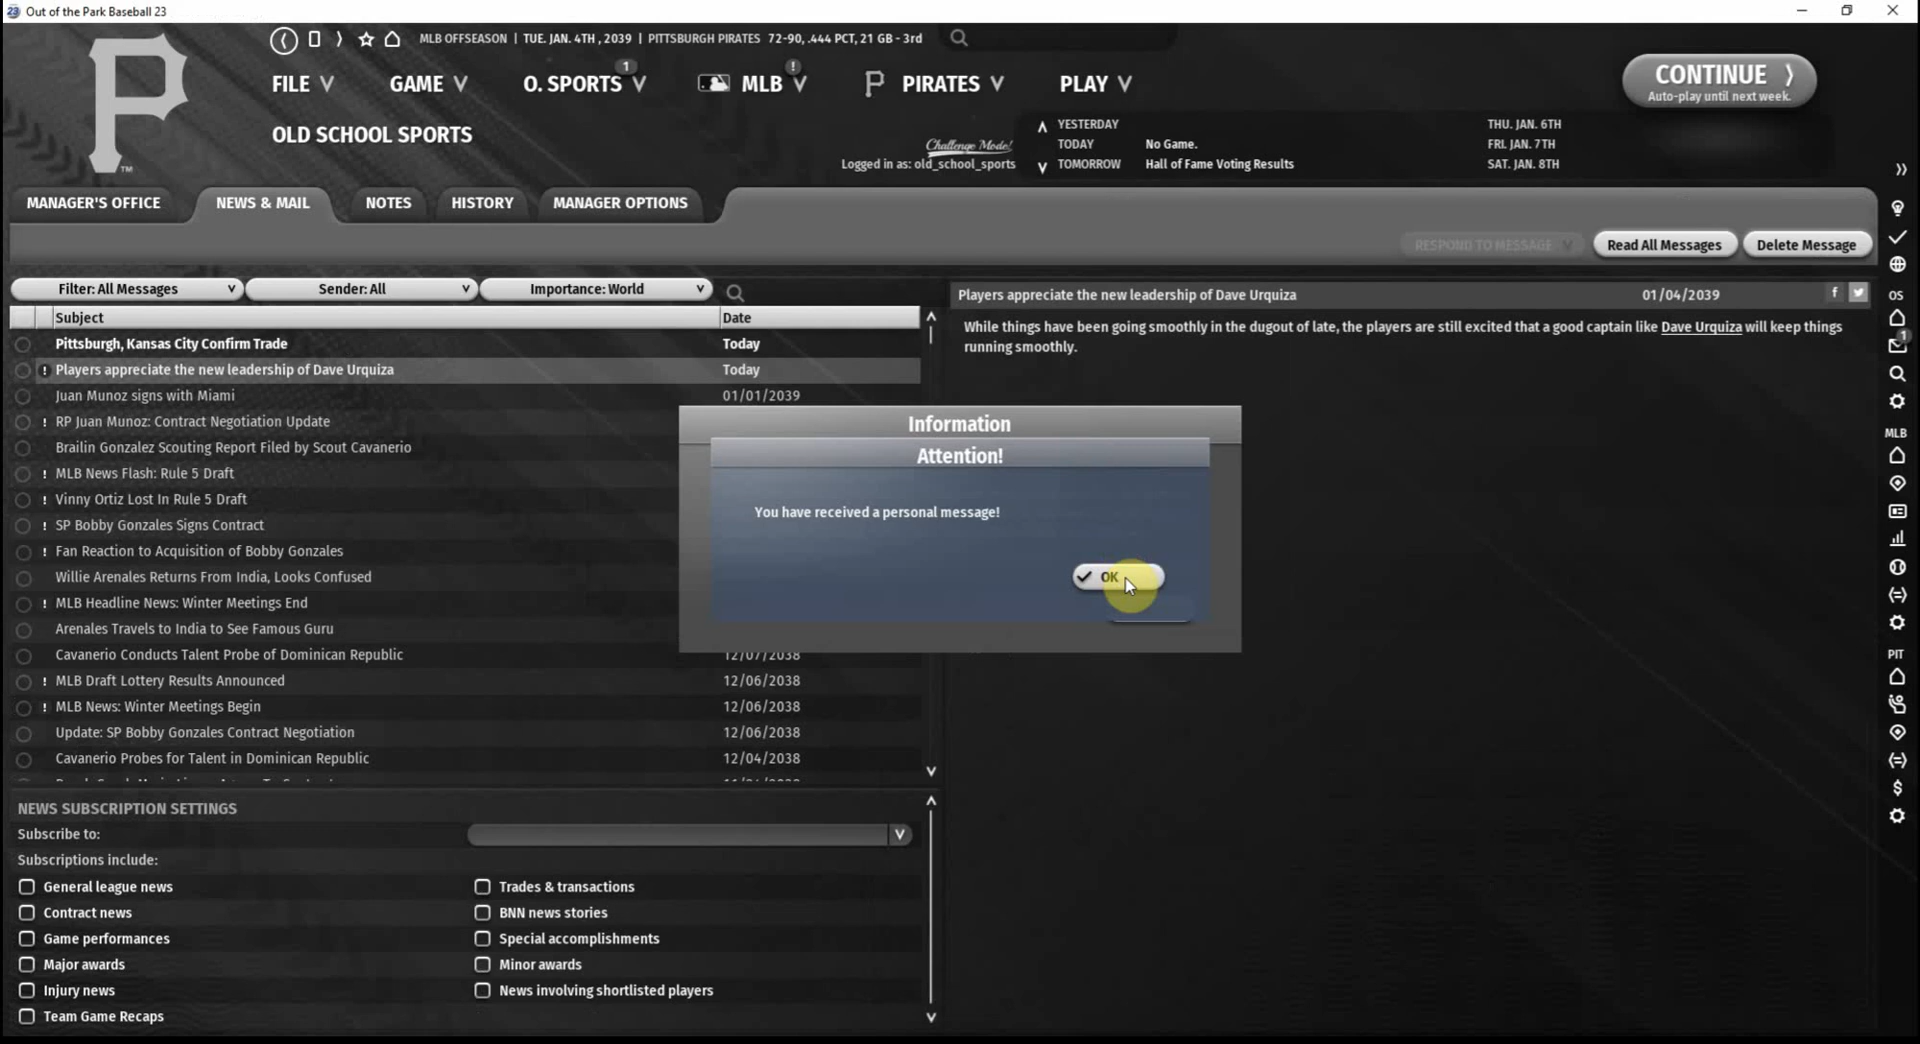 Out of the Park Baseball 23
MLB OFFSEASON | TUE. JAN. 4TH , 2039 | PITTSBURGH PIRATES 72-90, .444 PCT, 21 GB - 3rd
FILE GAME O. SPORTS 1 MLB ! PIRATES PLAY
CONTINUE
Auto-play until next week.
OLD SCHOOL SPORTS
Challenge Mode!
Logged in as: old_school_sports
YESTERDAY
TODAY No Game.
TOMORROW Hall of Fame Voting Results
THU. JAN. 6TH
FRI. JAN. 7TH
SAT. JAN. 8TH
MANAGER'S OFFICE NEWS & MAIL NOTES HISTORY MANAGER OPTIONS
RESPOND TO MESSAGE Read All Messages Delete Message
Filter: All Messages Sender: All Importance: World
Subject Date
Pittsburgh, Kansas City Confirm Trade Today
! Players appreciate the new leadership of Dave Urquiza Today
Juan Munoz signs with Miami 01/01/2039
! RP Juan Munoz: Contract Negotiation Update
Brailin Gonzalez Scouting Report Filed by Scout Cavanerio
! MLB News Flash: Rule 5 Draft
! Vinny Ortiz Lost In Rule 5 Draft
! SP Bobby Gonzales Signs Contract
! Fan Reaction to Acquisition of Bobby Gonzales
Willie Arenales Returns From India, Looks Confused
! MLB Headline News: Winter Meetings End
Arenales Travels to India to See Famous Guru
Cavanerio Conducts Talent Probe of Dominican Republic 12/07/2038
! MLB Draft Lottery Results Announced 12/06/2038
! MLB News: Winter Meetings Begin 12/06/2038
Update: SP Bobby Gonzales Contract Negotiation 12/06/2038
Cavanerio Probes for Talent in Dominican Republic 12/04/2038
Players appreciate the new leadership of Dave Urquiza 01/04/2039
While things have been going smoothly in the dugout of late, the players are still excited that a good captain like Dave Urquiza will keep things
running smoothly.
Information
Attention!
You have received a personal message!
OK
NEWS SUBSCRIPTION SETTINGS
Subscribe to:
Subscriptions include:
General league news Trades & transactions
Contract news BNN news stories
Game performances Special accomplishments
Major awards Minor awards
Injury news News involving shortlisted players
Team Game Recaps
OS
1
MLB
PIT